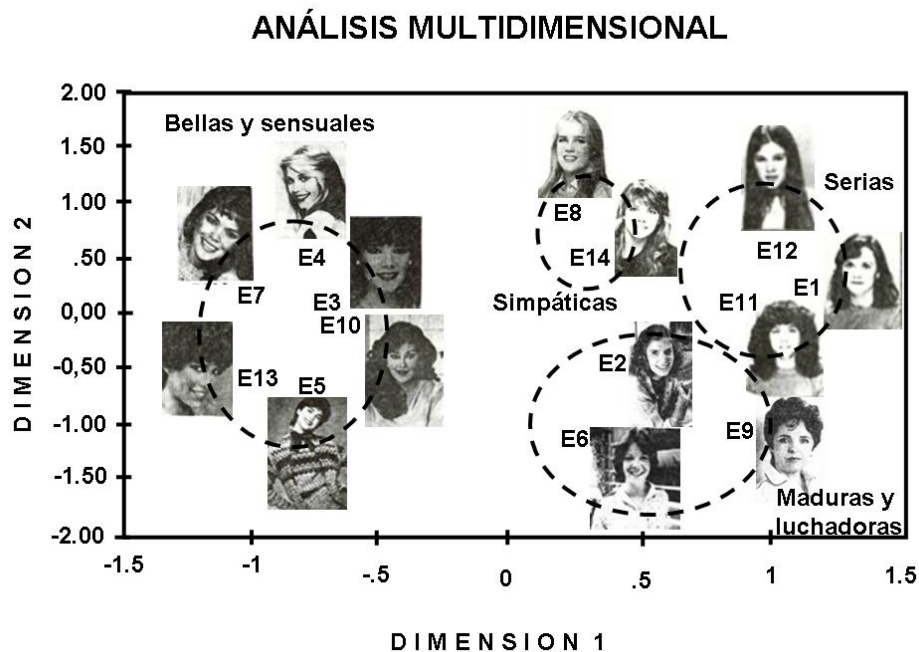 ANÁLISIS MULTIDIMENSIONAL
2.00
Bellas y sensuales
1.50
1.00
Serias
E8
E12
.50
E4
E14
E7
E3
Simpáticas
E11
E1
0,00
E10
E2
-0,50
E13
E5
-1.00
E6
E9
-1.50
Maduras y
luchadoras
-2.00
-1.5
-1
-.5
0
.5
1
1.5
DIMENSION 2
DIMENSION 1